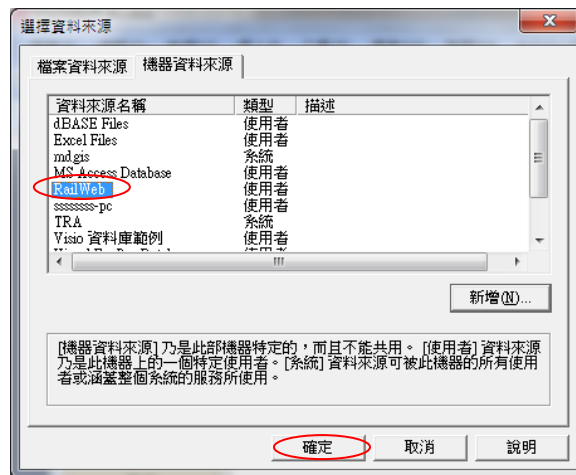 選擇資料來源
檔案資料來源 機器資料來源
資料來源名稱 類型 描述
dBASE Files 使用者
Excel Files 使用者
mdgis 系統
MS Access Database 使用者
RailWeb 使用者
ssssssss-pc 使用者
TRA 系統
Visio 資料庫範例 使用者
新增(N)...
[機器資料來源] 乃是此部機器特定的，而且不能共用。 [使用者] 資料來源
乃是此機器上的一個特定使用者。[系統] 資料來源可被此機器的所有使用
者或涵蓋整個系統的服務所使用。
確定 取消 說明